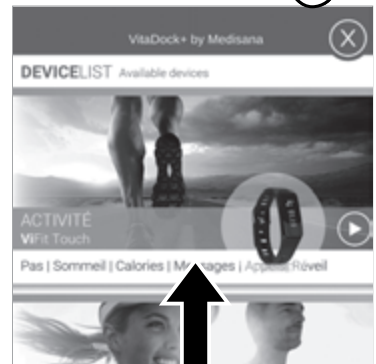 VitaDock+ by Medisana
X
DEVICELIST Available devices
ACTIVITÉ
ViFit Touch
Pas | Sommeil | Calories | Messages | Appels, Réveil